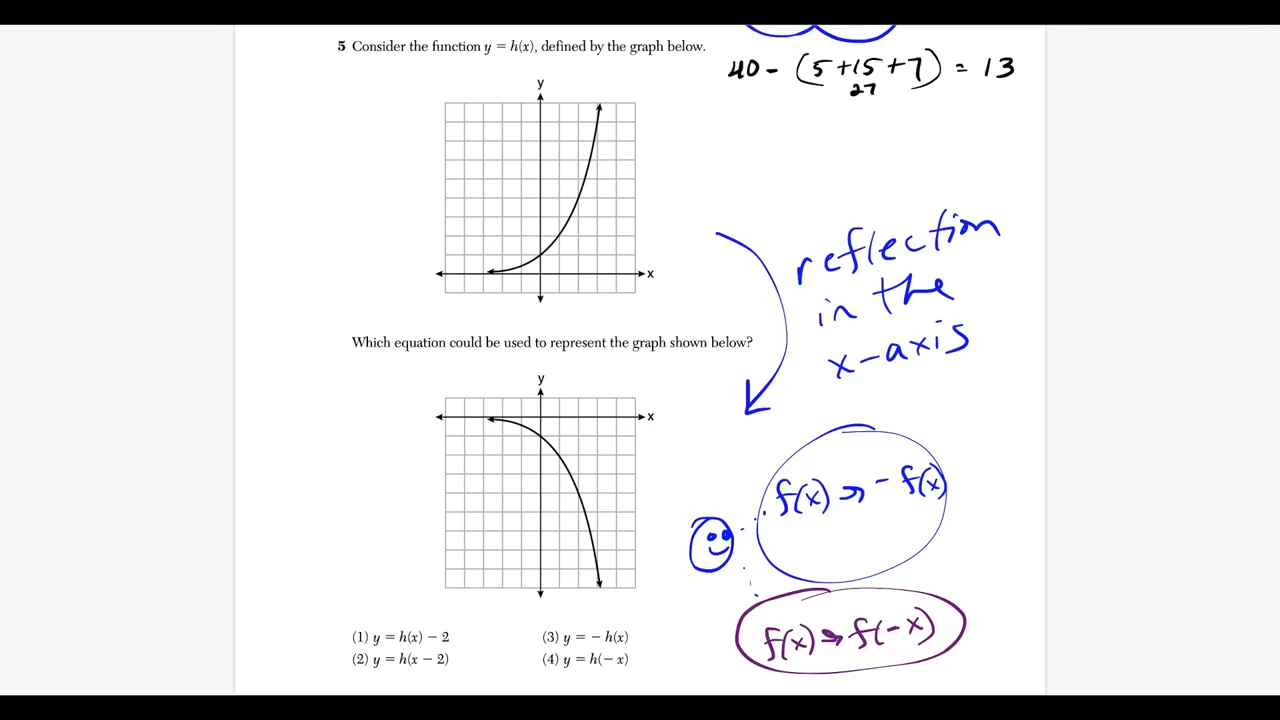 5 Consider the function y = h(x), defined by the graph below.
40 - (5+15+7) = 13
27
y
x
reflection
in the
x-axis
Which equation could be used to represent the graph shown below?
y
x
f(x) → - f(x)
f(x) → f(-x)
(1) y = h(x) − 2
(3) y = − h(x)
(2) y = h(x − 2)
(4) y = h(− x)